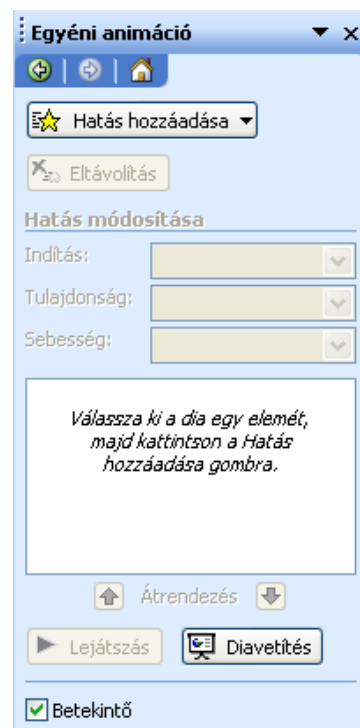 Egyéni animáció
Hatás hozzáadása
Eltávolítás
Hatás módosítása
Indítás:
Tulajdonság:
Sebesség:
Válassza ki a dia egy elemét,
majd kattintson a Hatás
hozzáadása gombra.
Átrendezés
Lejátszás
Diavetítés
Betekintő